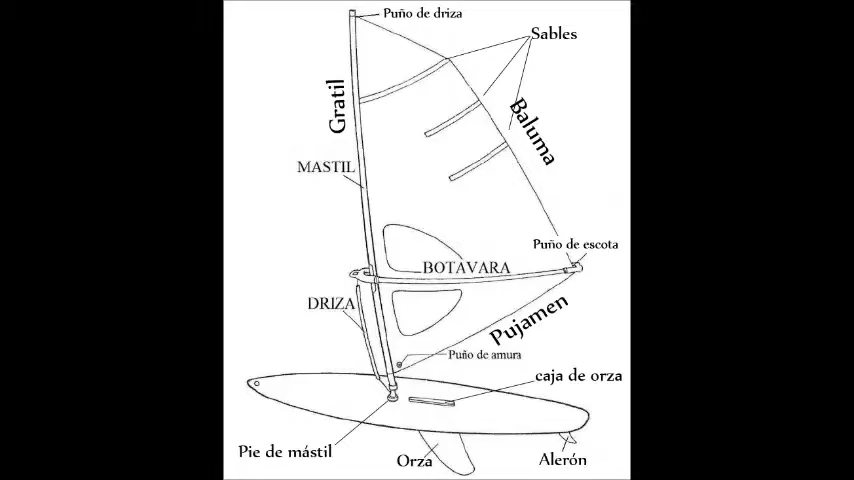 Puño de driza
Sables
Gratil
Baluma
MASTIL
Puño de escota
BOTAVARA
DRIZA
Pujamen
Puño de amura
caja de orza
Pie de mástil
Orza
Alerón